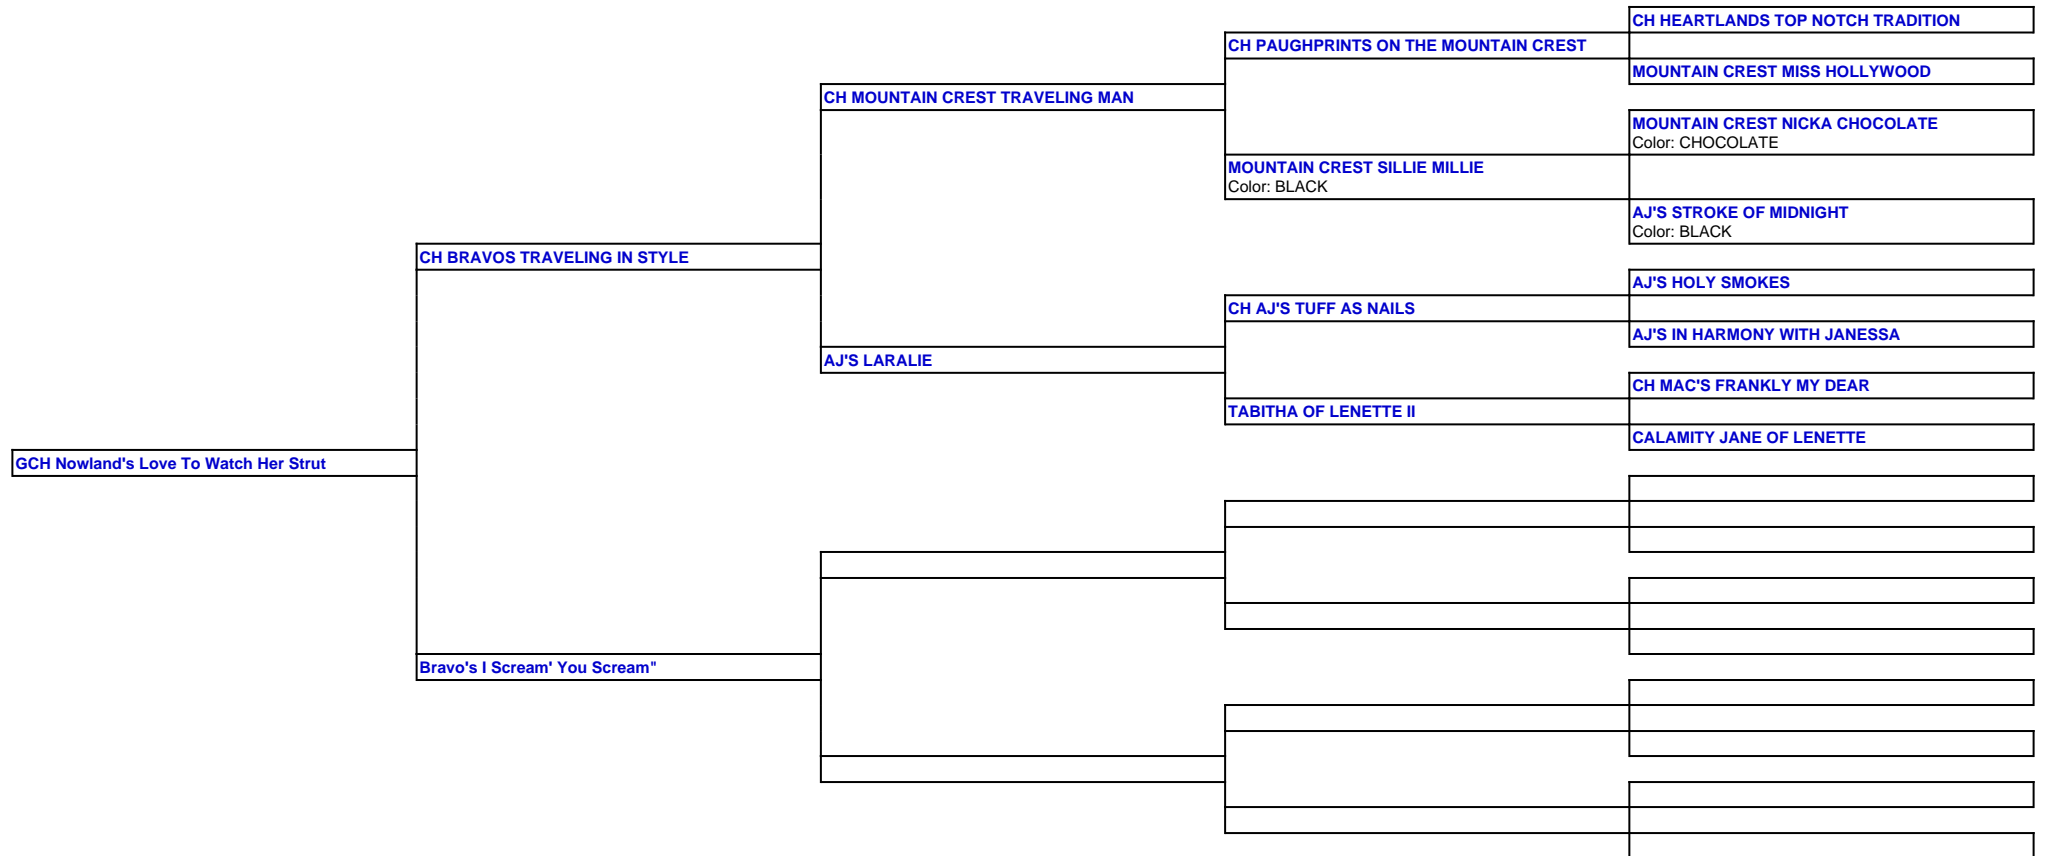 CH HEARTLANDS TOP NOTCH TRADITION
CH PAUGHPRINTS ON THE MOUNTAIN CREST
MOUNTAIN CREST MISS HOLLYWOOD
CH MOUNTAIN CREST TRAVELING MAN
MOUNTAIN CREST NICKA CHOCOLATE
Color: CHOCOLATE
MOUNTAIN CREST SILLIE MILLIE
Color: BLACK
AJ'S STROKE OF MIDNIGHT
Color: BLACK
CH BRAVOS TRAVELING IN STYLE
AJ'S HOLY SMOKES
CH AJ'S TUFF AS NAILS
AJ'S IN HARMONY WITH JANESSA
AJ'S LARALIE
CH MAC'S FRANKLY MY DEAR
TABITHA OF LENETTE II
CALAMITY JANE OF LENETTE
GCH Nowland's Love To Watch Her Strut
Bravo's I Scream' You Scream"